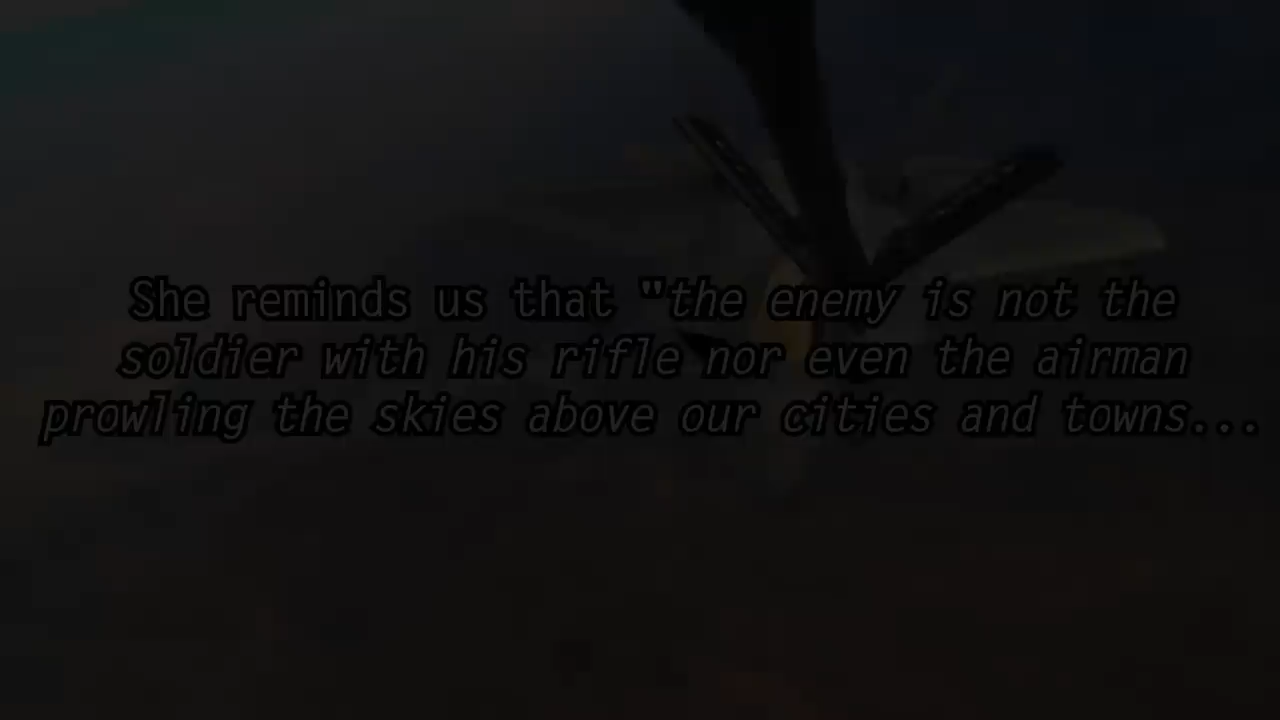 She reminds us that "the enemy is not the
soldier with his rifle nor even the airman
prowling the skies above our cities and towns...